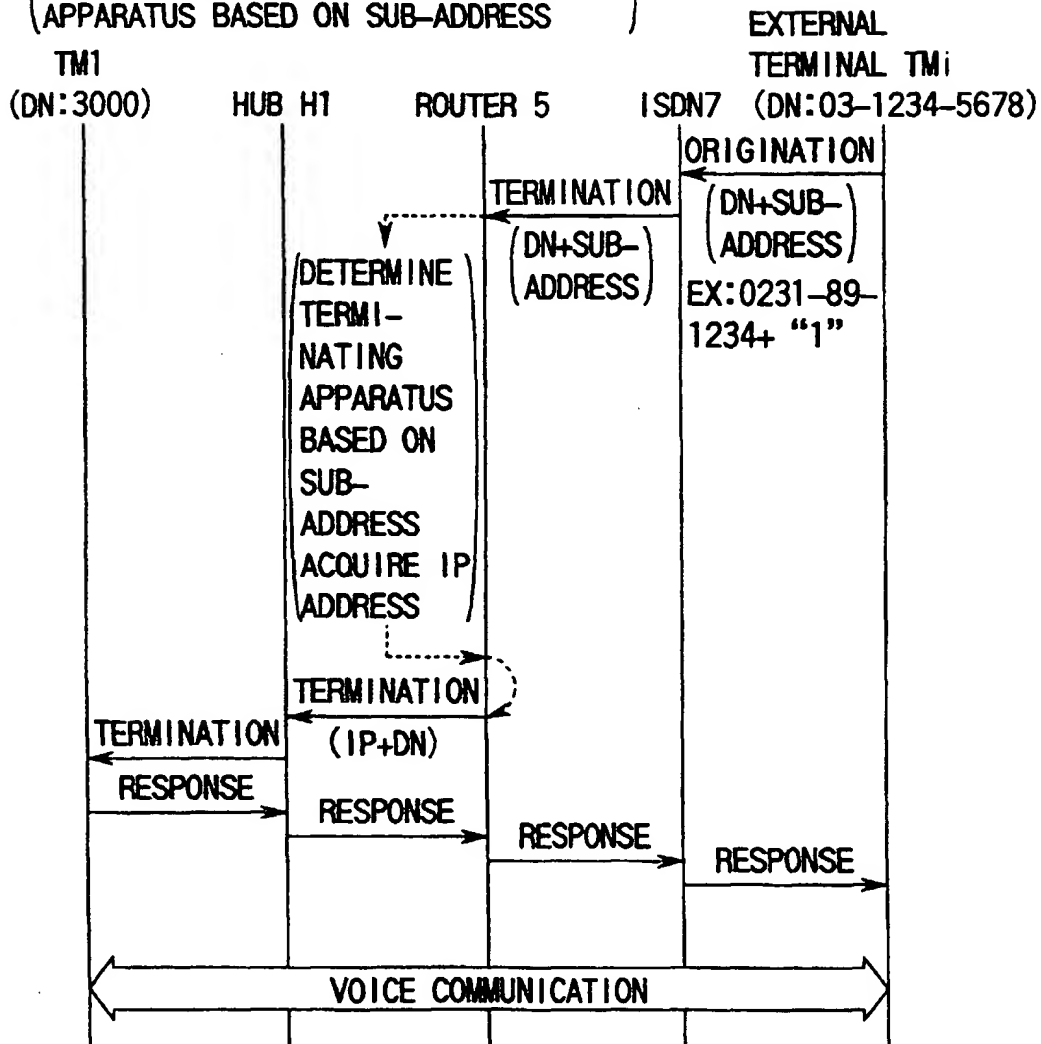 APPARATUS BASED ON SUB-ADDRESS
EXTERNAL
TERMINAL TMi
(DN:03-1234-5678)
TM1
(DN:3000)
HUB H1
ROUTER 5
ISDN7
ORIGINATION
(DN+SUB-
ADDRESS)
EX:0231-89-
1234+ “1”
TERMINATION
(DN+SUB-
ADDRESS)
(DETERMINE
TERMI-
NATING
APPARATUS
BASED ON
SUB-
ADDRESS
ACQUIRE IP
ADDRESS)
TERMINATION
(IP+DN)
TERMINATION
RESPONSE
RESPONSE
RESPONSE
RESPONSE
VOICE COMMUNICATION